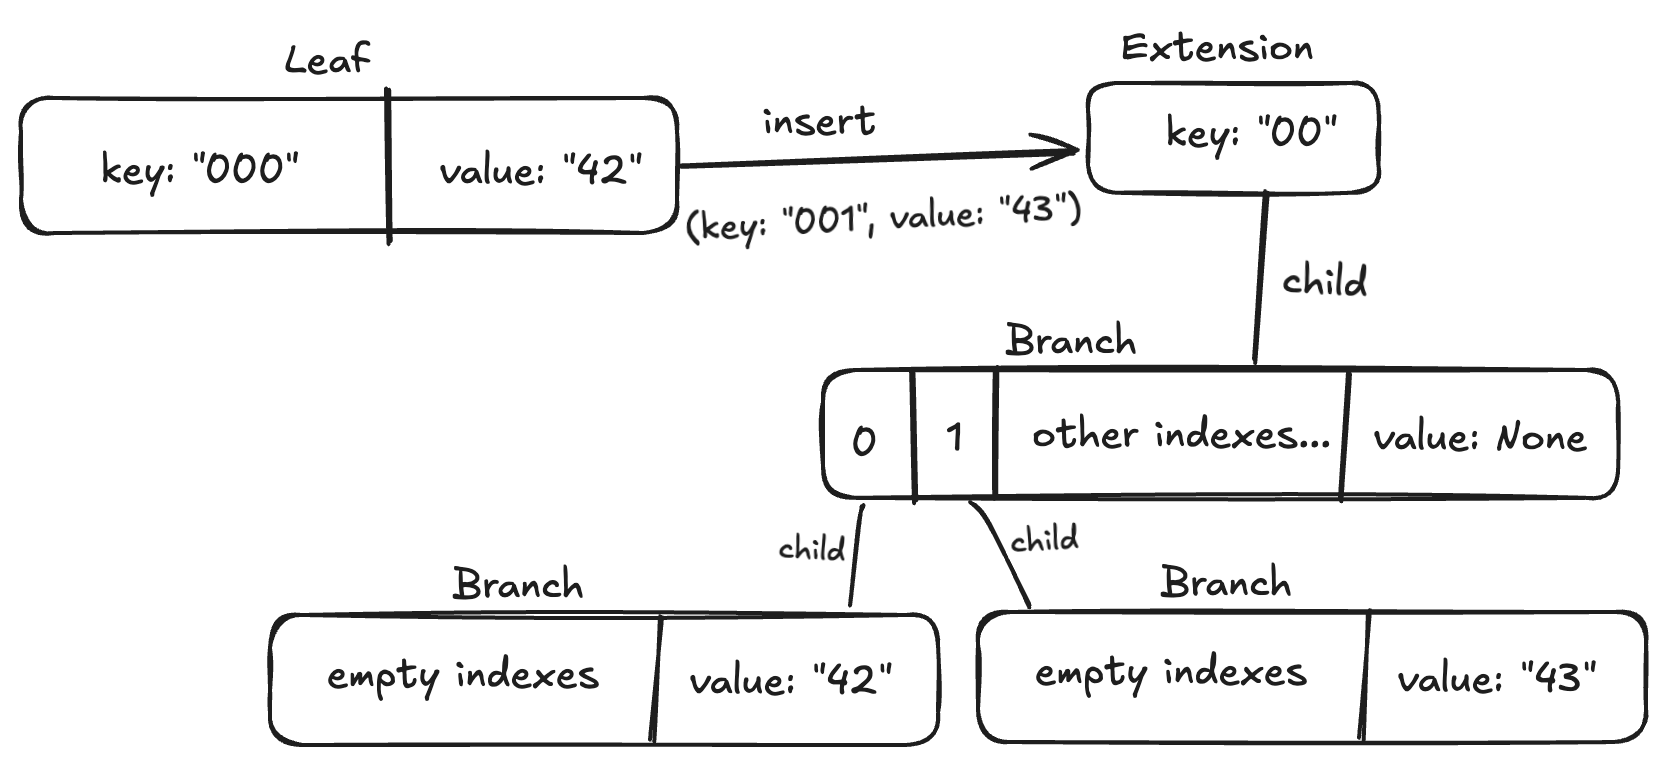 Leaf
key: "000"
value: "42"
insert
(key: "001", value: "43")
Extension
key: "00"
child
Branch
0
1
other indexes...
value: None
child
child
Branch
empty indexes
value: "42"
Branch
empty indexes
value: "43"